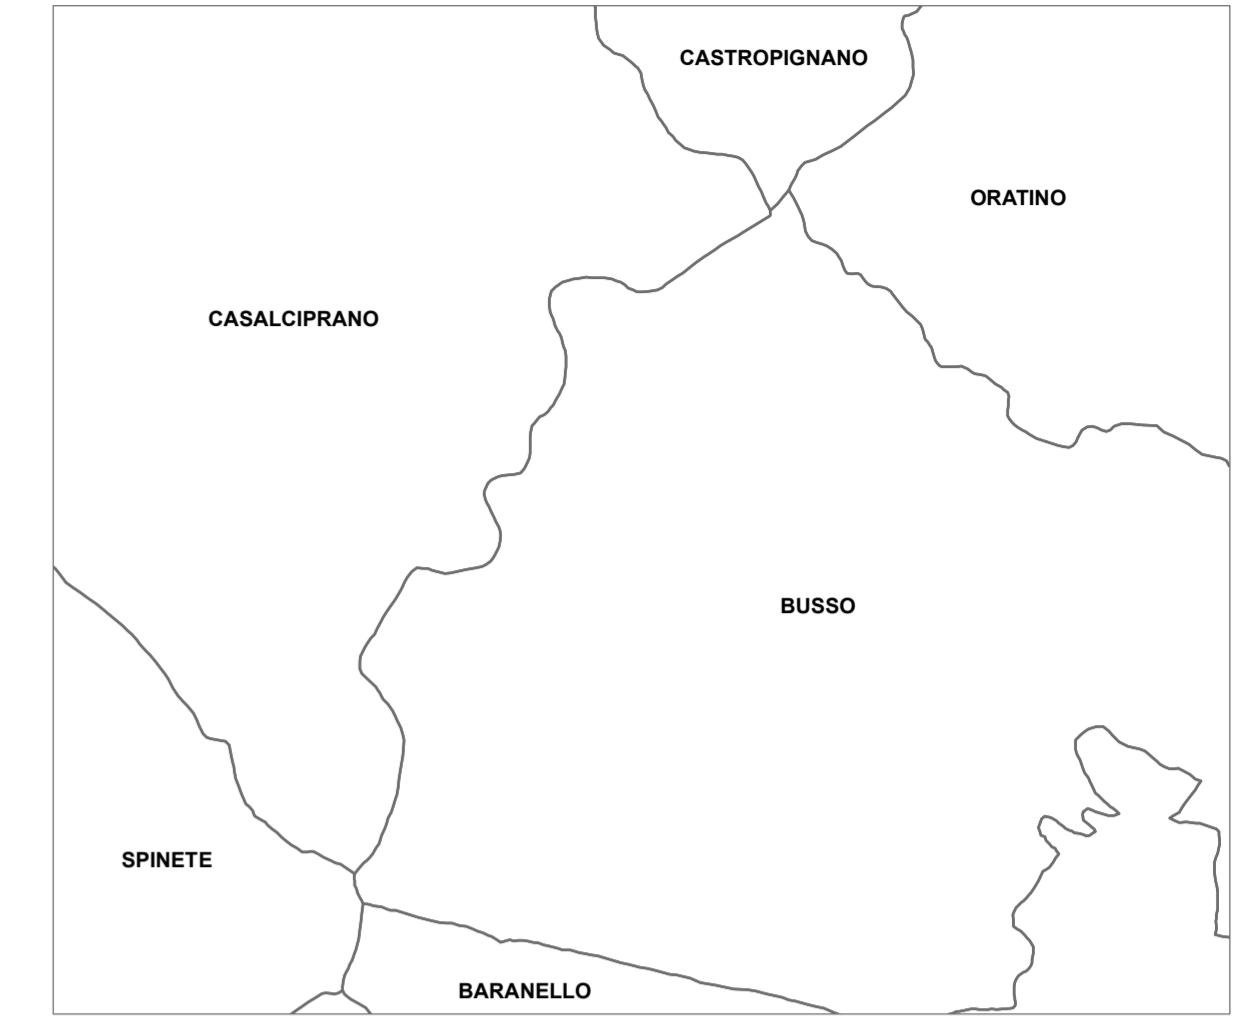 CASTROPIGNANO
ORATINO
CASALCIPRANO
BUSSO
SPINETE
BARANELLO